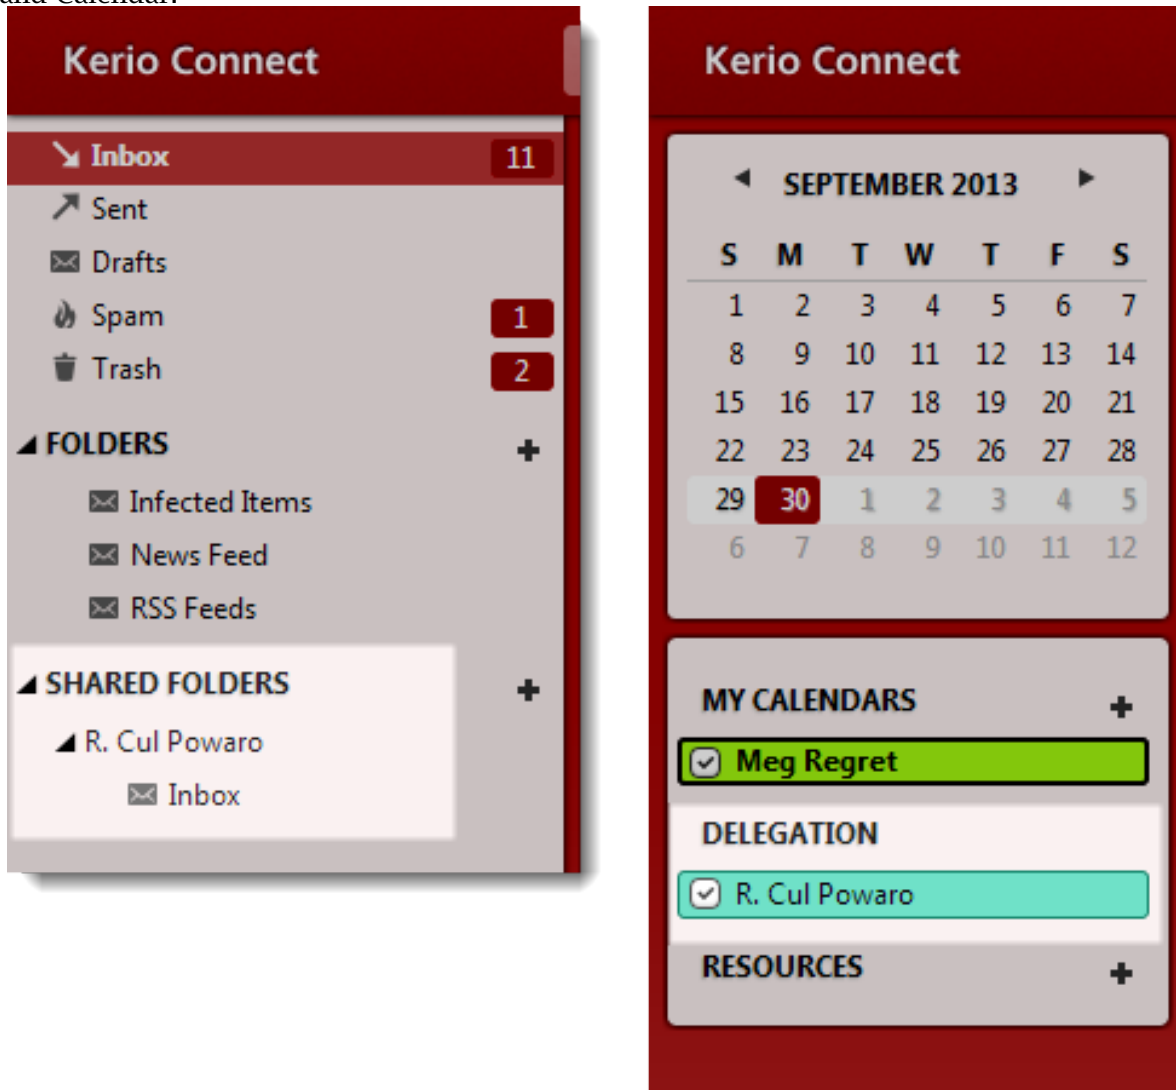 and Calendar.
Kerio Connect
Inbox 11
Sent
Drafts
Spam 1
Trash 2
FOLDERS
Infected Items
News Feed
RSS Feeds
SHARED FOLDERS
R. Cul Powaro
Inbox
Kerio Connect
SEPTEMBER 2013
S M T W T F S
1 2 3 4 5 6 7
8 9 10 11 12 13 14
15 16 17 18 19 20 21
22 23 24 25 26 27 28
29 30 1 2 3 4 5
6 7 8 9 10 11 12
MY CALENDARS
Meg Regret
DELEGATION
R. Cul Powaro
RESOURCES